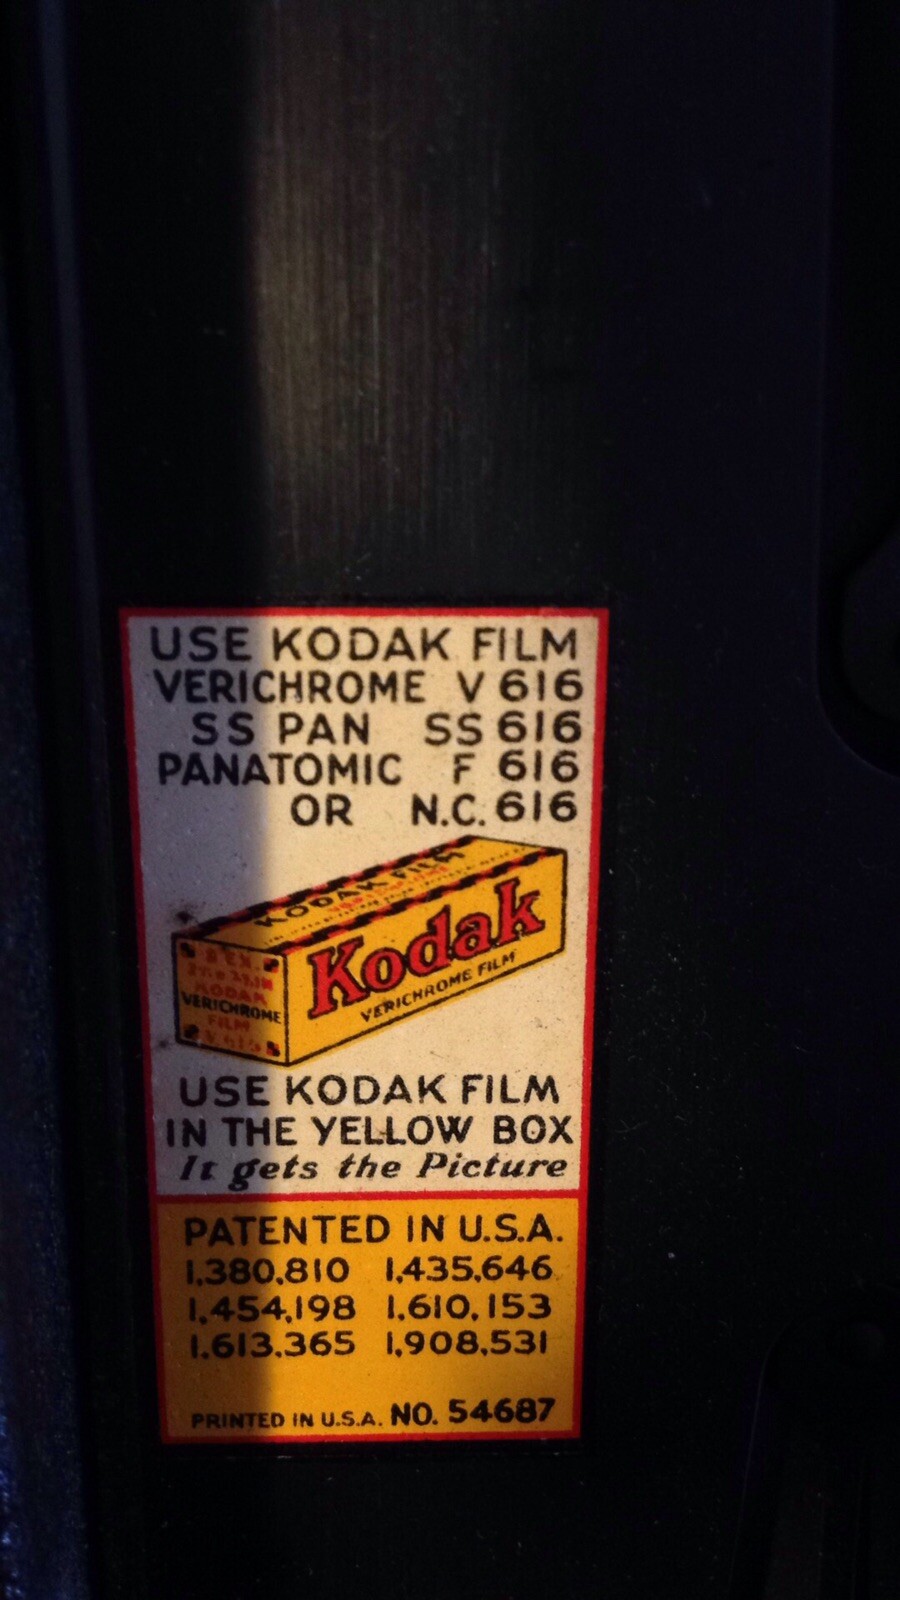 USE KODAK FILM
VERICHROME V 616
SS PAN SS 616
PANATOMIC F 616
OR N.C. 616
KODAK FILM
Kodak
VERICHROME FILM
KODAK
VERICHROME
FILM
USE KODAK FILM
IN THE YELLOW BOX
It gets the Picture
PATENTED IN U.S.A.
1,380,810 1,435,646
1,454,198 1,610,153
1,613,365 1,908,531
PRINTED IN U.S.A. NO. 54687